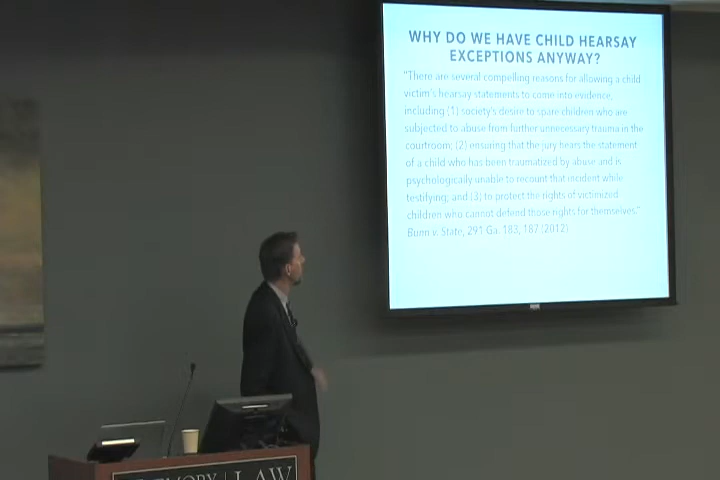 WHY DO WE HAVE CHILD HEARSAY
EXCEPTIONS ANYWAY?
"There are several compelling reasons for allowing a child
victim's hearsay statements to come into evidence,
including (1) society's desire to spare children who are
subjected to abuse from further unnecessary trauma in the
courtroom; (2) ensuring that the jury hears the statement
of a child who has been traumatized by abuse and is
psychologically unable to recount that incident while
testifying; and (3) to protect the rights of victimized
children who cannot defend those rights for themselves."
Bunn v. State, 291 Ga. 183, 187 (2012)
EMORY | LAW